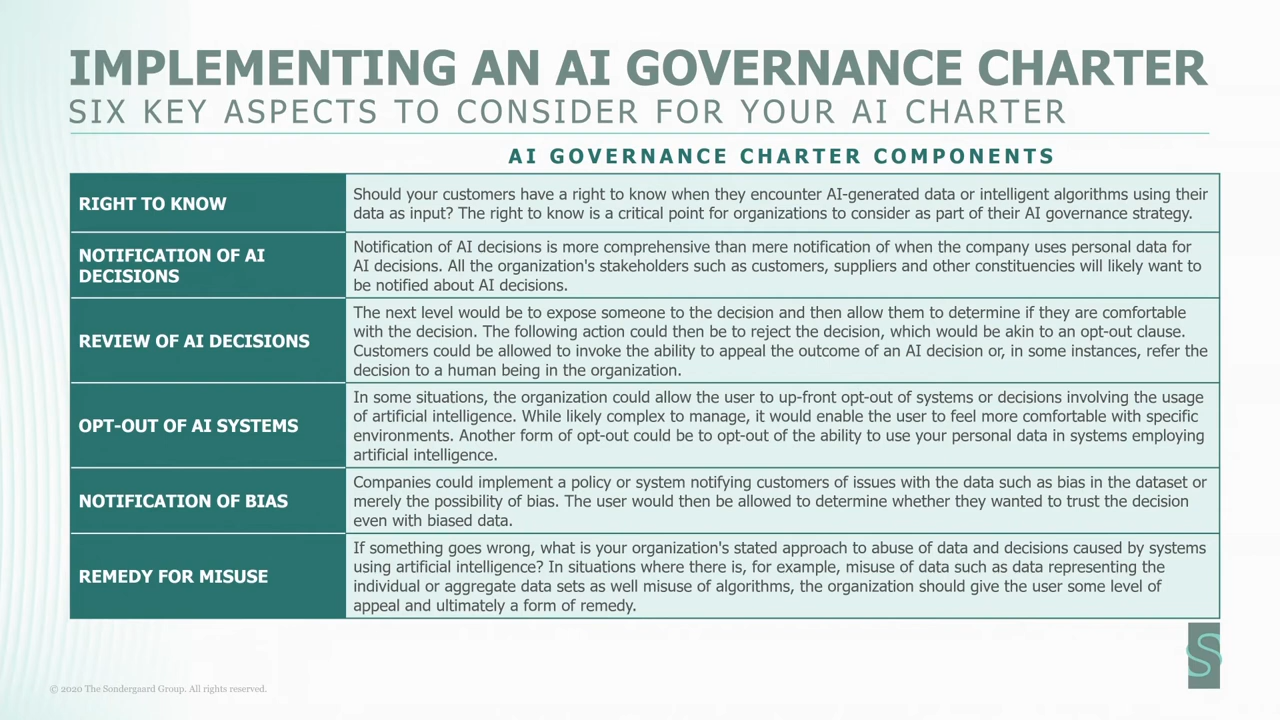 IMPLEMENTING AN AI GOVERNANCE CHARTER
SIX KEY ASPECTS TO CONSIDER FOR YOUR AI CHARTER
AI GOVERNANCE CHARTER COMPONENTS
RIGHT TO KNOW
Should your customers have a right to know when they encounter AI-generated data or intelligent algorithms using their
data as input? The right to know is a critical point for organizations to consider as part of their AI governance strategy.
NOTIFICATION OF AI
DECISIONS
Notification of AI decisions is more comprehensive than mere notification of when the company uses personal data for
AI decisions. All the organization's stakeholders such as customers, suppliers and other constituencies will likely want to
be notified about AI decisions.
REVIEW OF AI DECISIONS
The next level would be to expose someone to the decision and then allow them to determine if they are comfortable
with the decision. The following action could then be to reject the decision, which would be akin to an opt-out clause.
Customers could be allowed to invoke the ability to appeal the outcome of an AI decision or, in some instances, refer the
decision to a human being in the organization.
OPT-OUT OF AI SYSTEMS
In some situations, the organization could allow the user to up-front opt-out of systems or decisions involving the usage
of artificial intelligence. While likely complex to manage, it would enable the user to feel more comfortable with specific
environments. Another form of opt-out could be to opt-out of the ability to use your personal data in systems employing
artificial intelligence.
NOTIFICATION OF BIAS
Companies could implement a policy or system notifying customers of issues with the data such as bias in the dataset or
merely the possibility of bias. The user would then be allowed to determine whether they wanted to trust the decision
even with biased data.
REMEDY FOR MISUSE
If something goes wrong, what is your organization's stated approach to abuse of data and decisions caused by systems
using artificial intelligence? In situations where there is, for example, misuse of data such as data representing the
individual or aggregate data sets as well misuse of algorithms, the organization should give the user some level of
appeal and ultimately a form of remedy.
S
© 2020 The Sondergaard Group. All rights reserved.